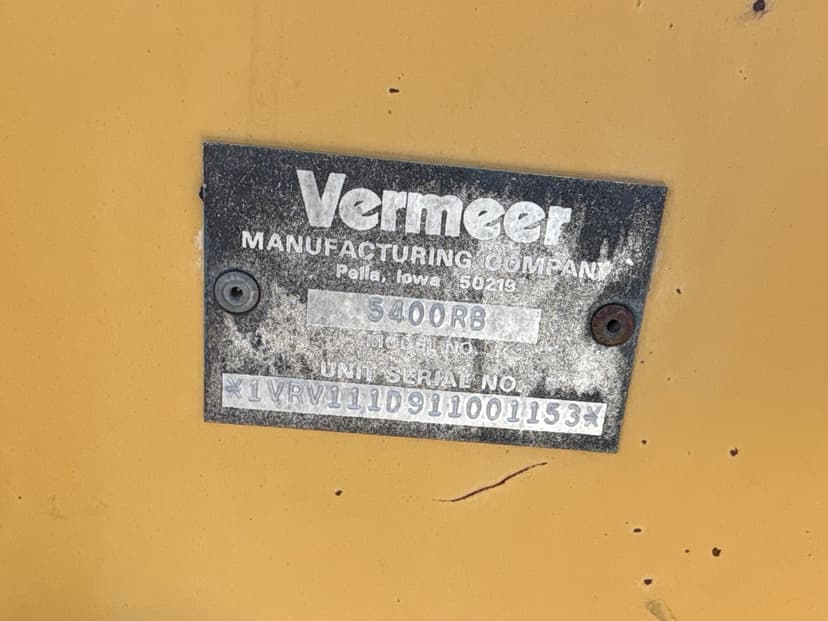 Vermeer
MANUFACTURING COMPANY
Pella, Iowa 50219
5400RB
MODEL NO.
UNIT SERIAL NO.
*1VRV111D911001153*